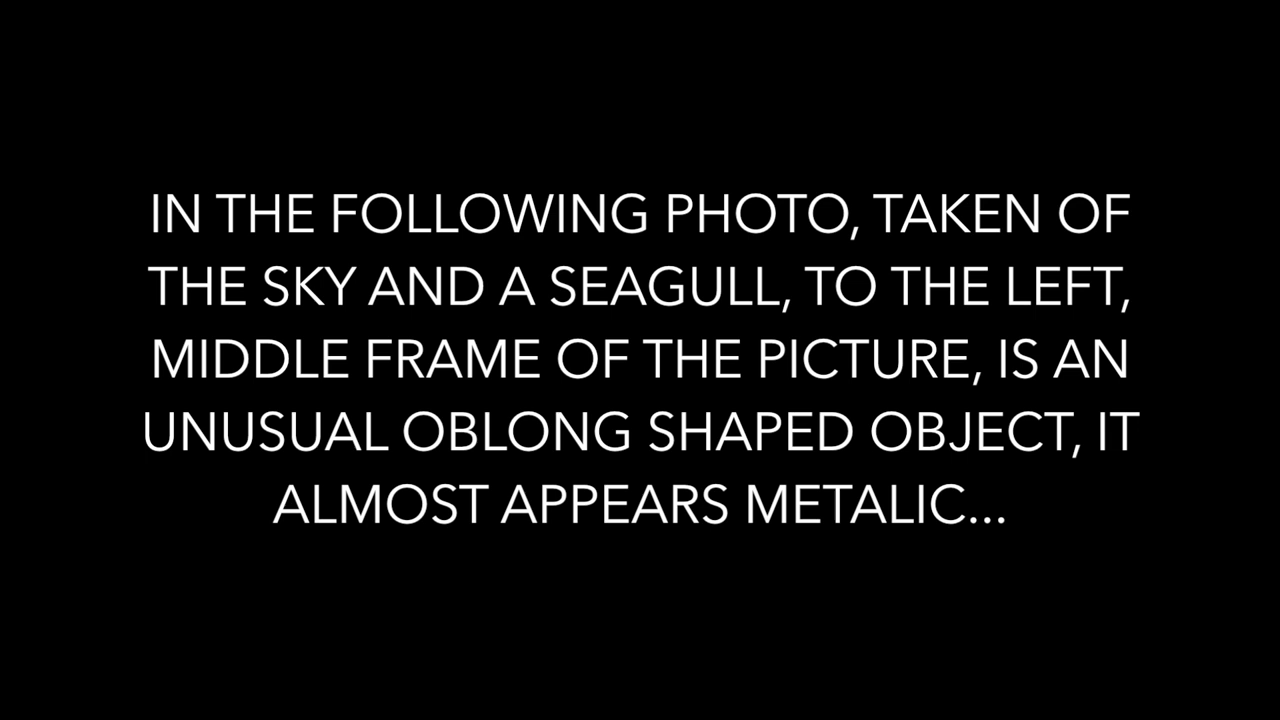 IN THE FOLLOWING PHOTO, TAKEN OF
THE SKY AND A SEAGULL, TO THE LEFT,
MIDDLE FRAME OF THE PICTURE, IS AN
UNUSUAL OBLONG SHAPED OBJECT, IT
ALMOST APPEARS METALIC...